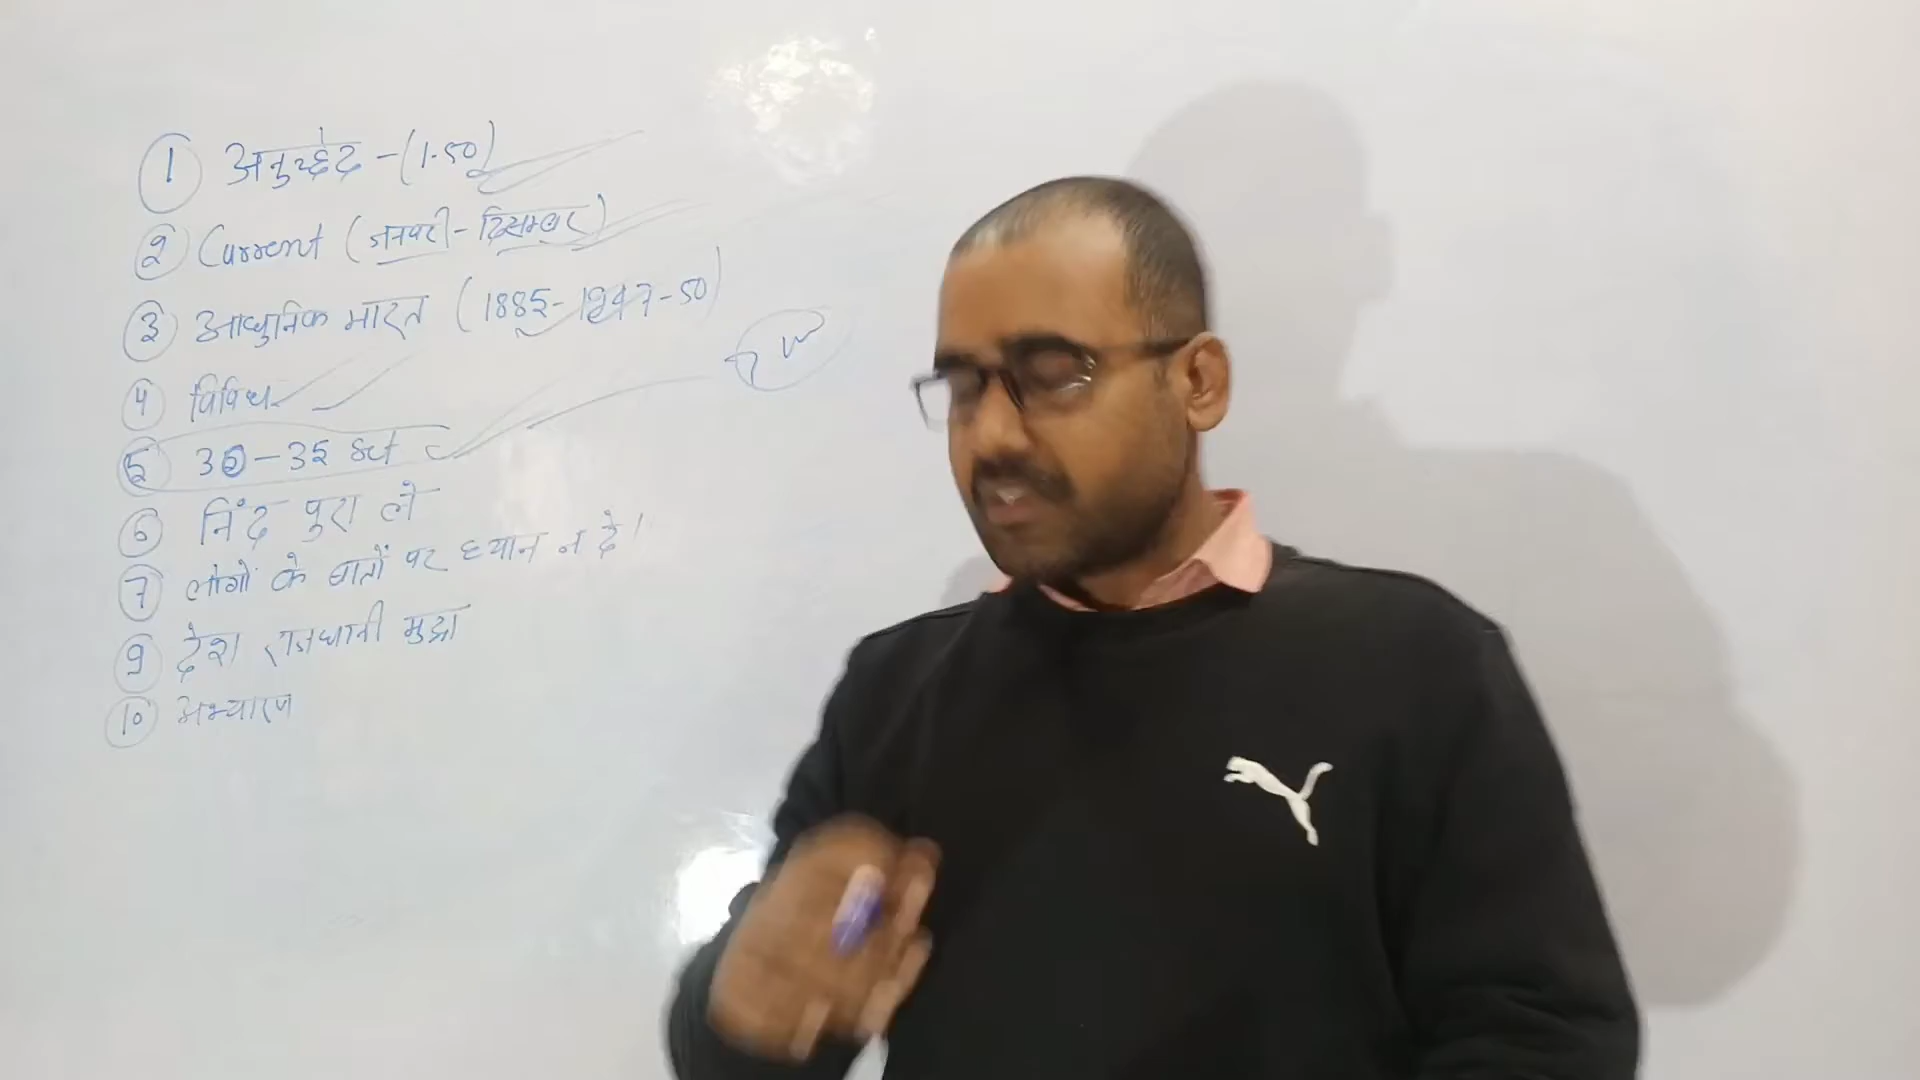 ① अनुच्छेद - (1-50)
② Current (जनवरी - दिसम्बर)
③ आधुनिक भारत (1885 - 1947 - 50)
④ विविध
⑤ 30 - 35 Set
⑥ निंद पुरा ले
⑦ लोगों के बातों पर ध्यान न दे।
⑨ देश राजधानी मुद्रा
⑩ अभ्यारण